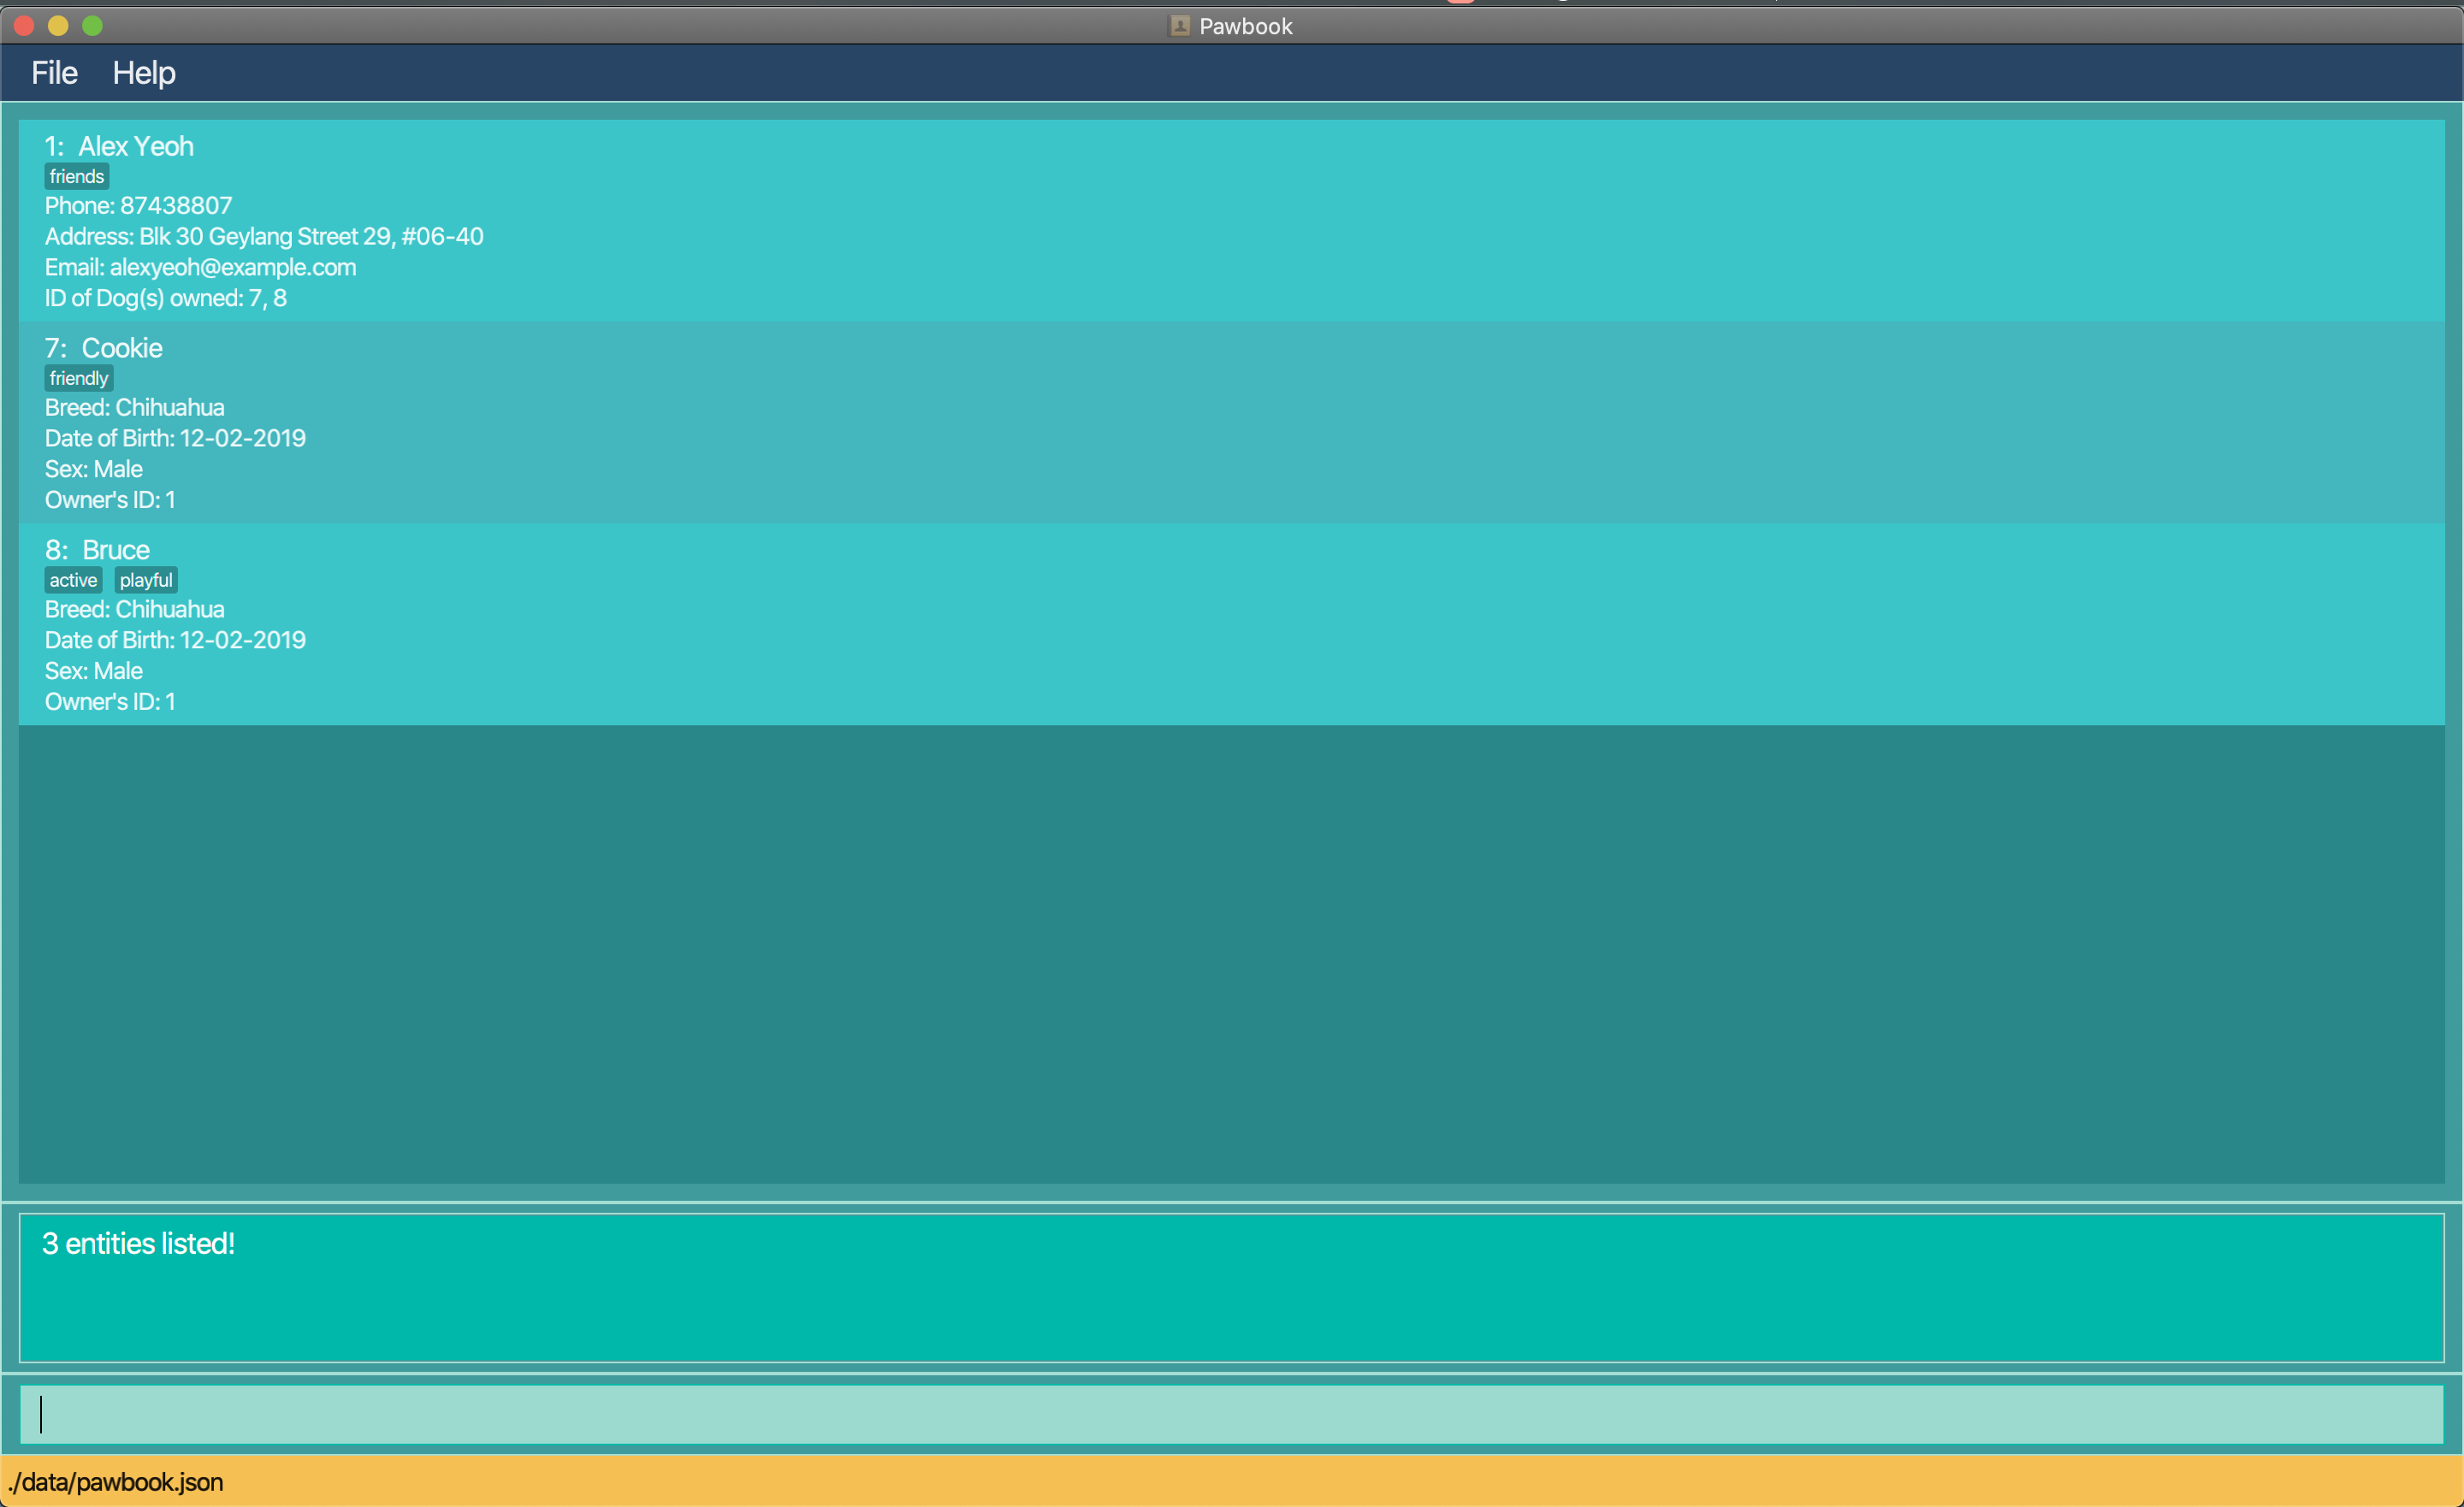 Pawbook
File Help
1: Alex Yeoh
friends
Phone: 87438807
Address: Blk 30 Geylang Street 29, #06-40
Email: alexyeoh@example.com
ID of Dog(s) owned: 7, 8
7: Cookie
friendly
Breed: Chihuahua
Date of Birth: 12-02-2019
Sex: Male
Owner's ID: 1
8: Bruce
active playful
Breed: Chihuahua
Date of Birth: 12-02-2019
Sex: Male
Owner's ID: 1
3 entities listed!
./data/pawbook.json